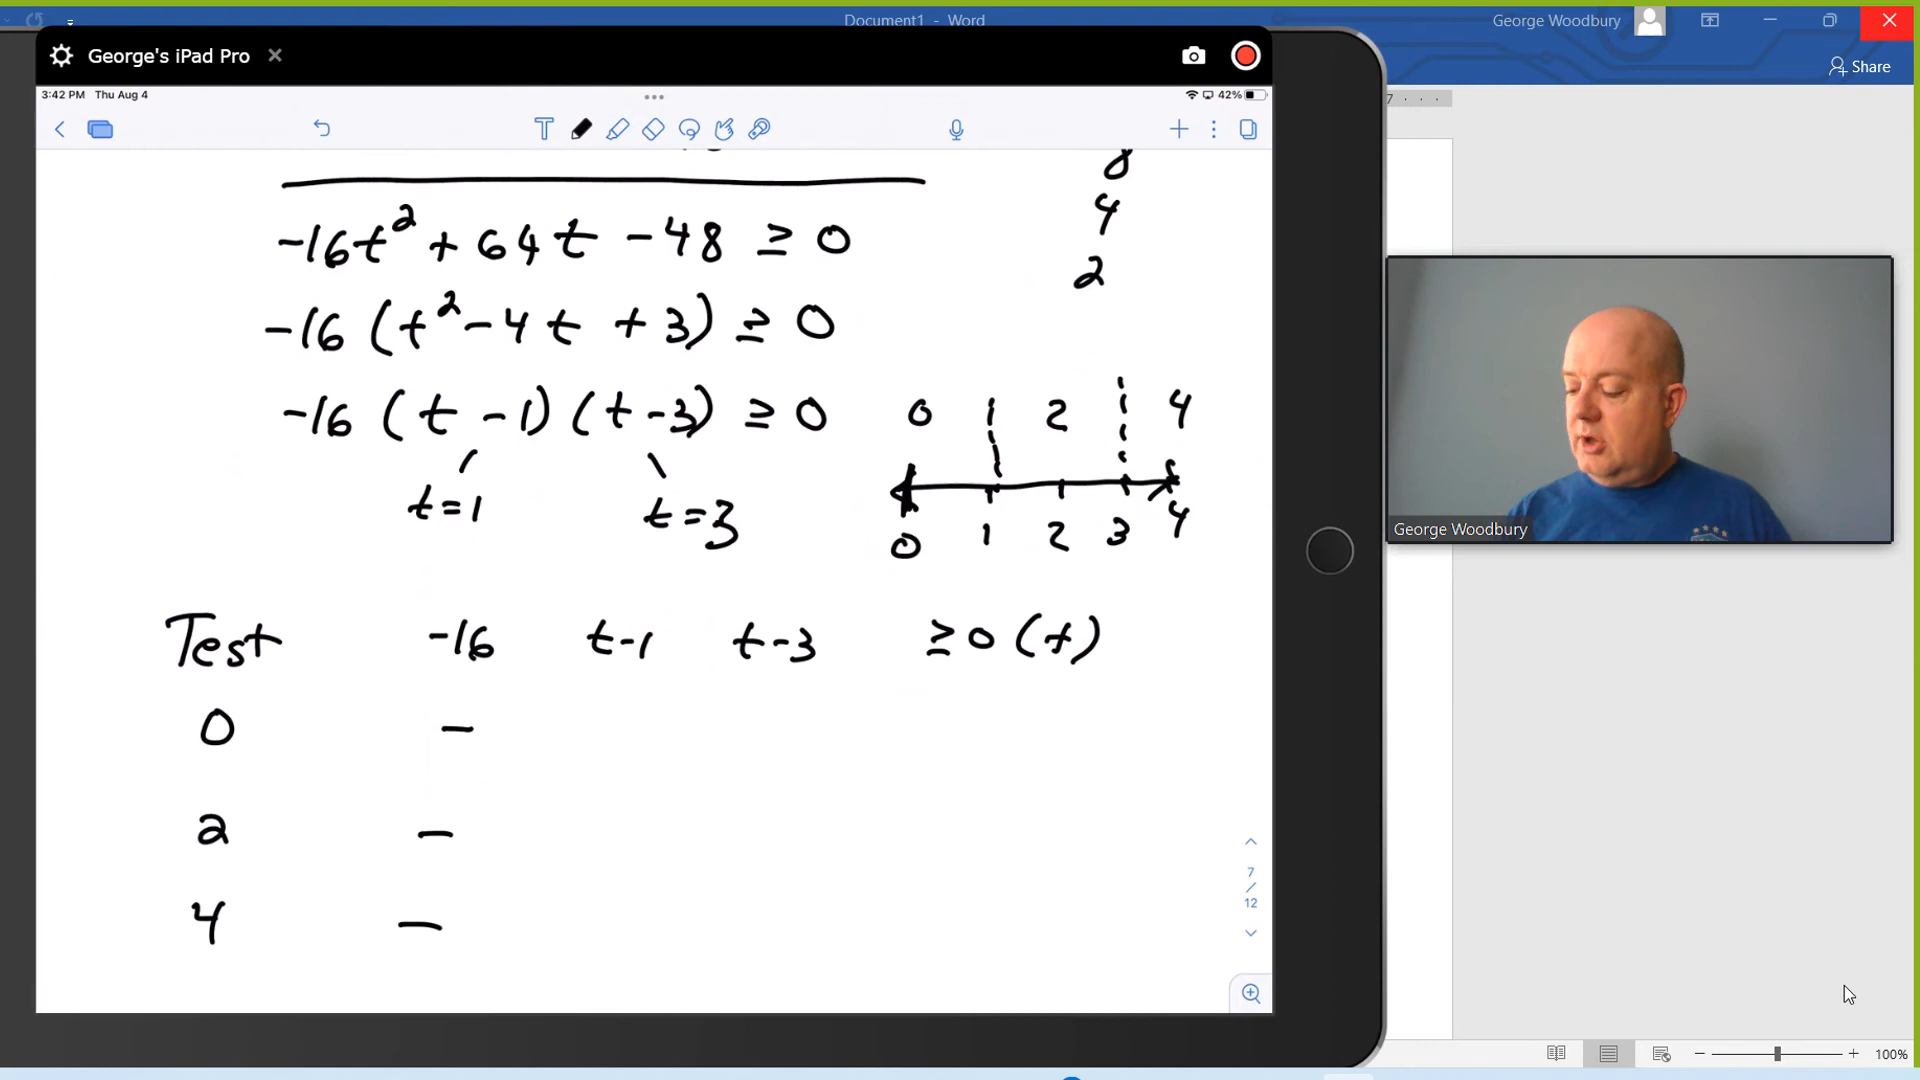 Document1 - Word
George Woodbury
Share
George's iPad Pro
3:42 PM Thu Aug 4
42%
7
8
4
2
-16t² + 64t - 48 ≥ 0
-16 (t² - 4t + 3) ≥ 0
-16 (t - 1) (t - 3) ≥ 0
t=1 t=3
0 1 2 4
0 1 2 3 4
Test -16 t-1 t-3 ≥ 0 (+)
0 −
2 −
4 −
7 / 12
George Woodbury
100%